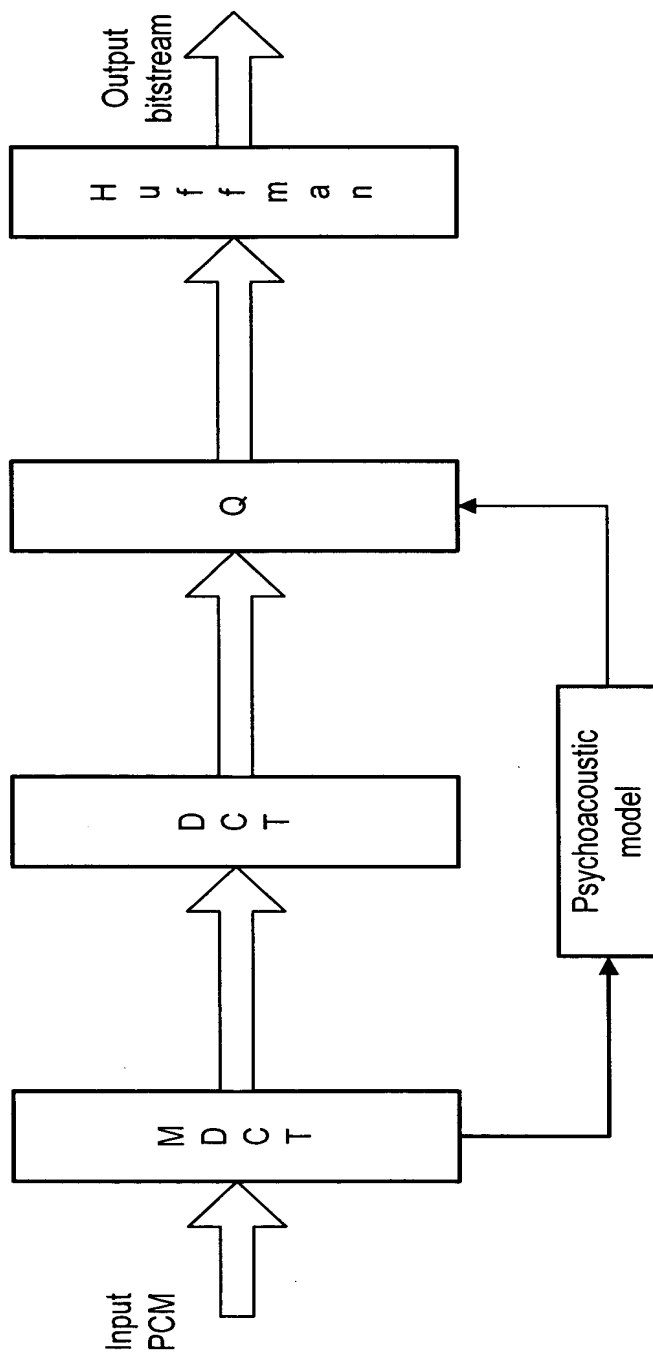 Input
PCM
M D C T
D C T
Q
H u f f m a n
Output
bitstream
Psychoacoustic
model